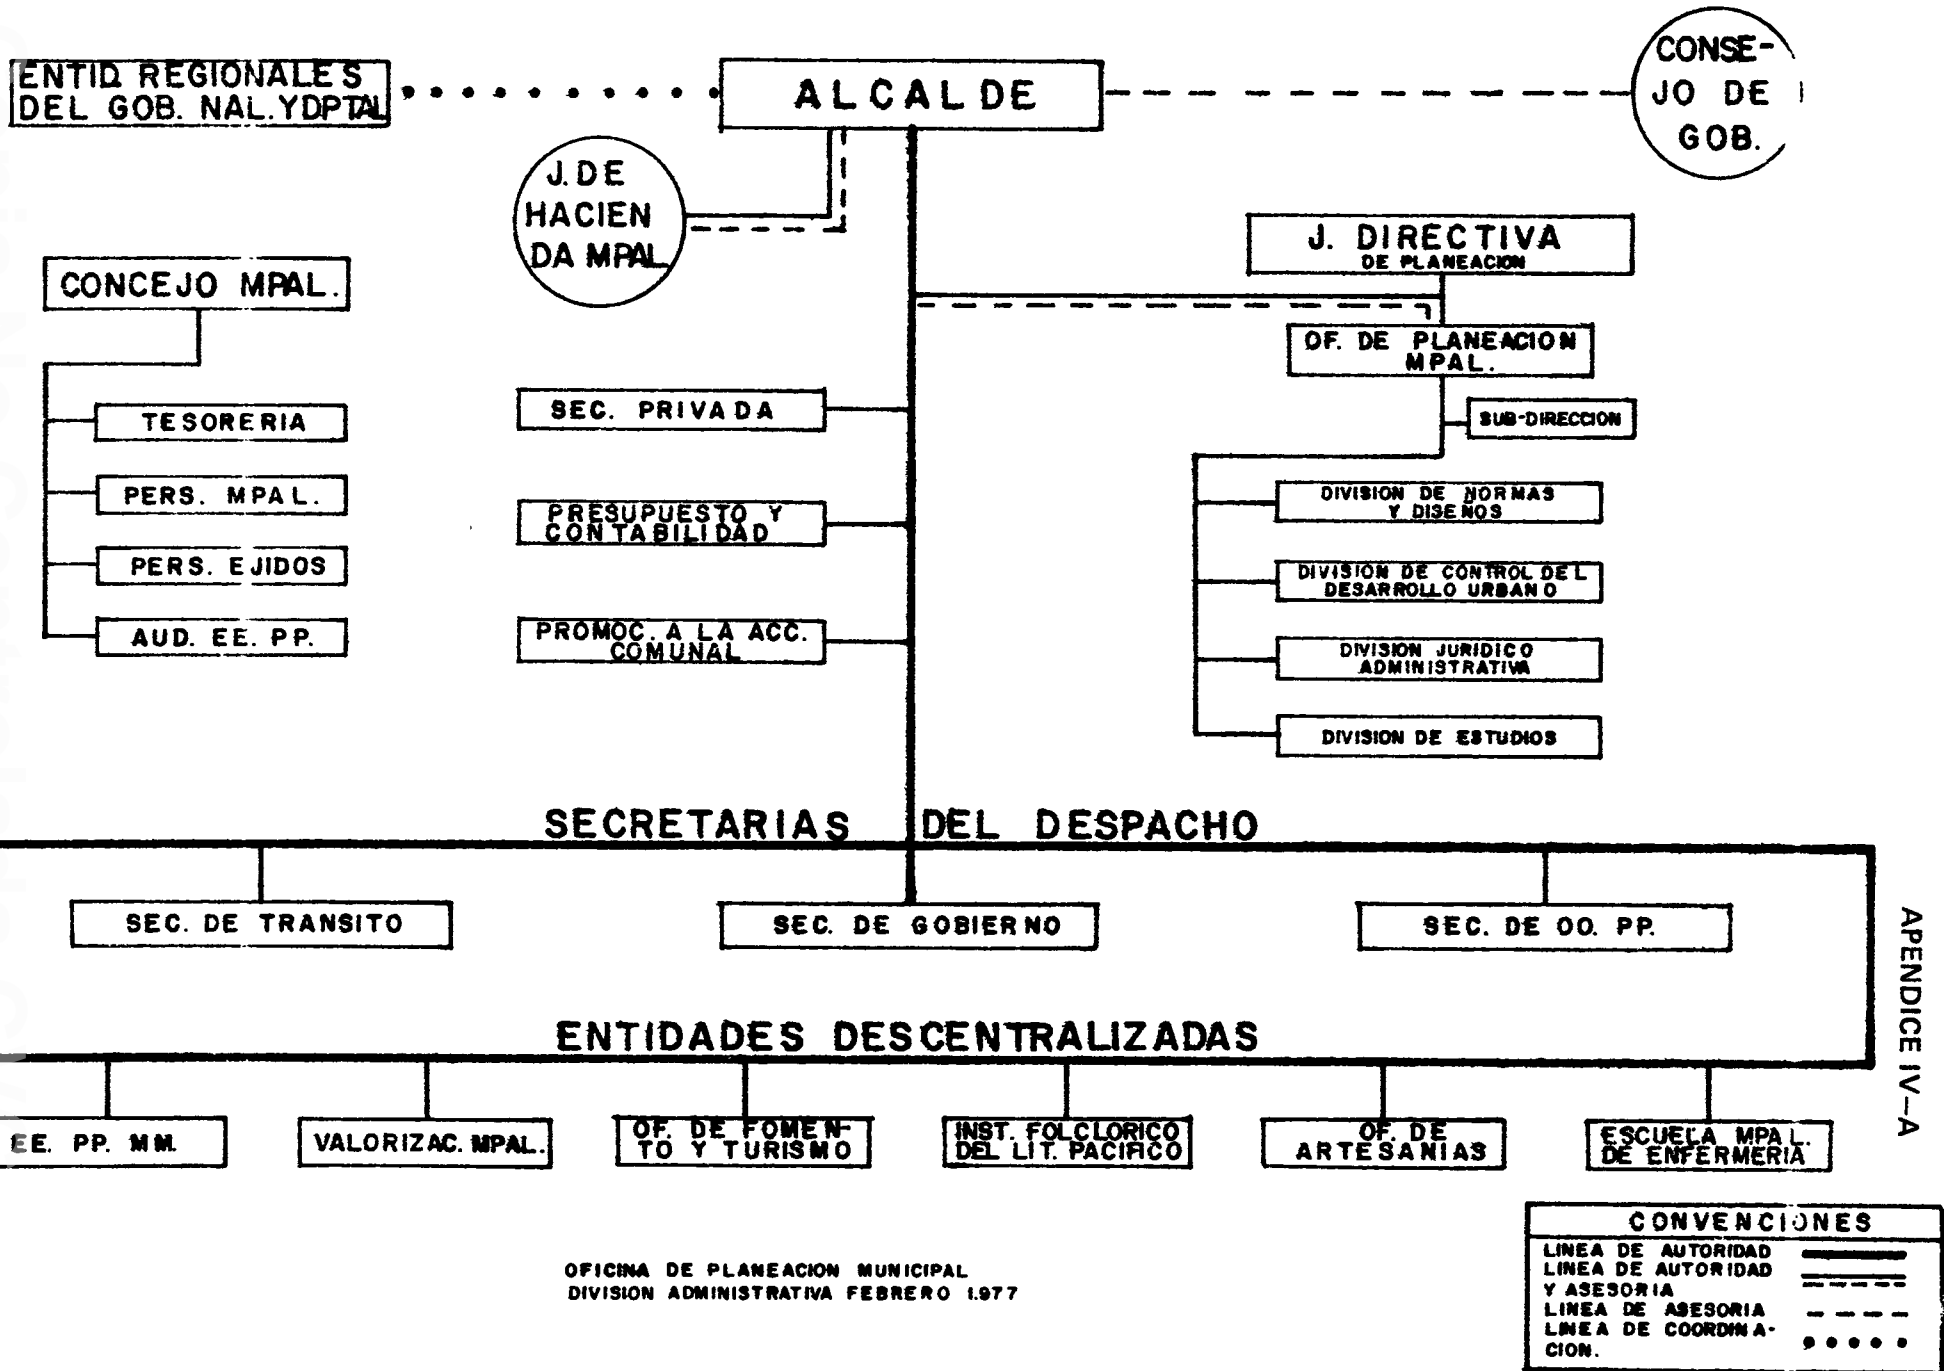 ENTID. REGIONALES
DEL GOB. NAL. Y DPTAL
ALCALDE
CONSE-
JO DE
GOB.
J. DE
HACIEN
DA MPAL
J. DIRECTIVA
DE PLANEACION
CONCEJO MPAL.
OF. DE PLANEACION
MPAL.
SUB-DIRECCION
TESORERIA
PERS. MPAL.
PERS. EJIDOS
AUD. EE. PP.
SEC. PRIVADA
PRESUPUESTO Y
CONTABILIDAD
PROMOC. A LA ACC.
COMUNAL
DIVISION DE NORMAS
Y DISEÑOS
DIVISION DE CONTROL DEL
DESARROLLO URBANO
DIVISION JURIDICO
ADMINISTRATIVA
DIVISION DE ESTUDIOS
SECRETARIAS DEL DESPACHO
SEC. DE TRANSITO
SEC. DE GOBIERNO
SEC. DE OO. PP.
ENTIDADES DESCENTRALIZADAS
EE. PP. MM.
VALORIZAC. MPAL.
OF. DE FOMEN-
TO Y TURISMO
INST. FOLCLORICO
DEL LIT. PACIFICO
OF. DE
ARTESANIAS
ESCUELA MPAL.
DE ENFERMERIA
APENDICE IV-A
CONVENCIONES
LINEA DE AUTORIDAD
LINEA DE AUTORIDAD
Y ASESORIA
LINEA DE ASESORIA
LINEA DE COORDINA-
CION.
OFICINA DE PLANEACION MUNICIPAL
DIVISION ADMINISTRATIVA FEBRERO 1.977